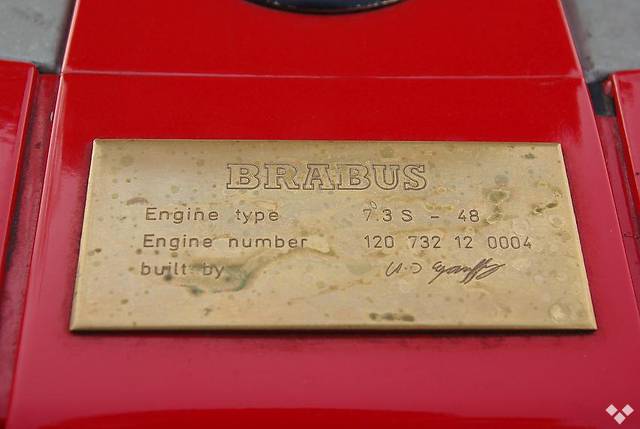 BRABUS
Engine type 7.3 S - 48
Engine number 120 732 12 0004
built by